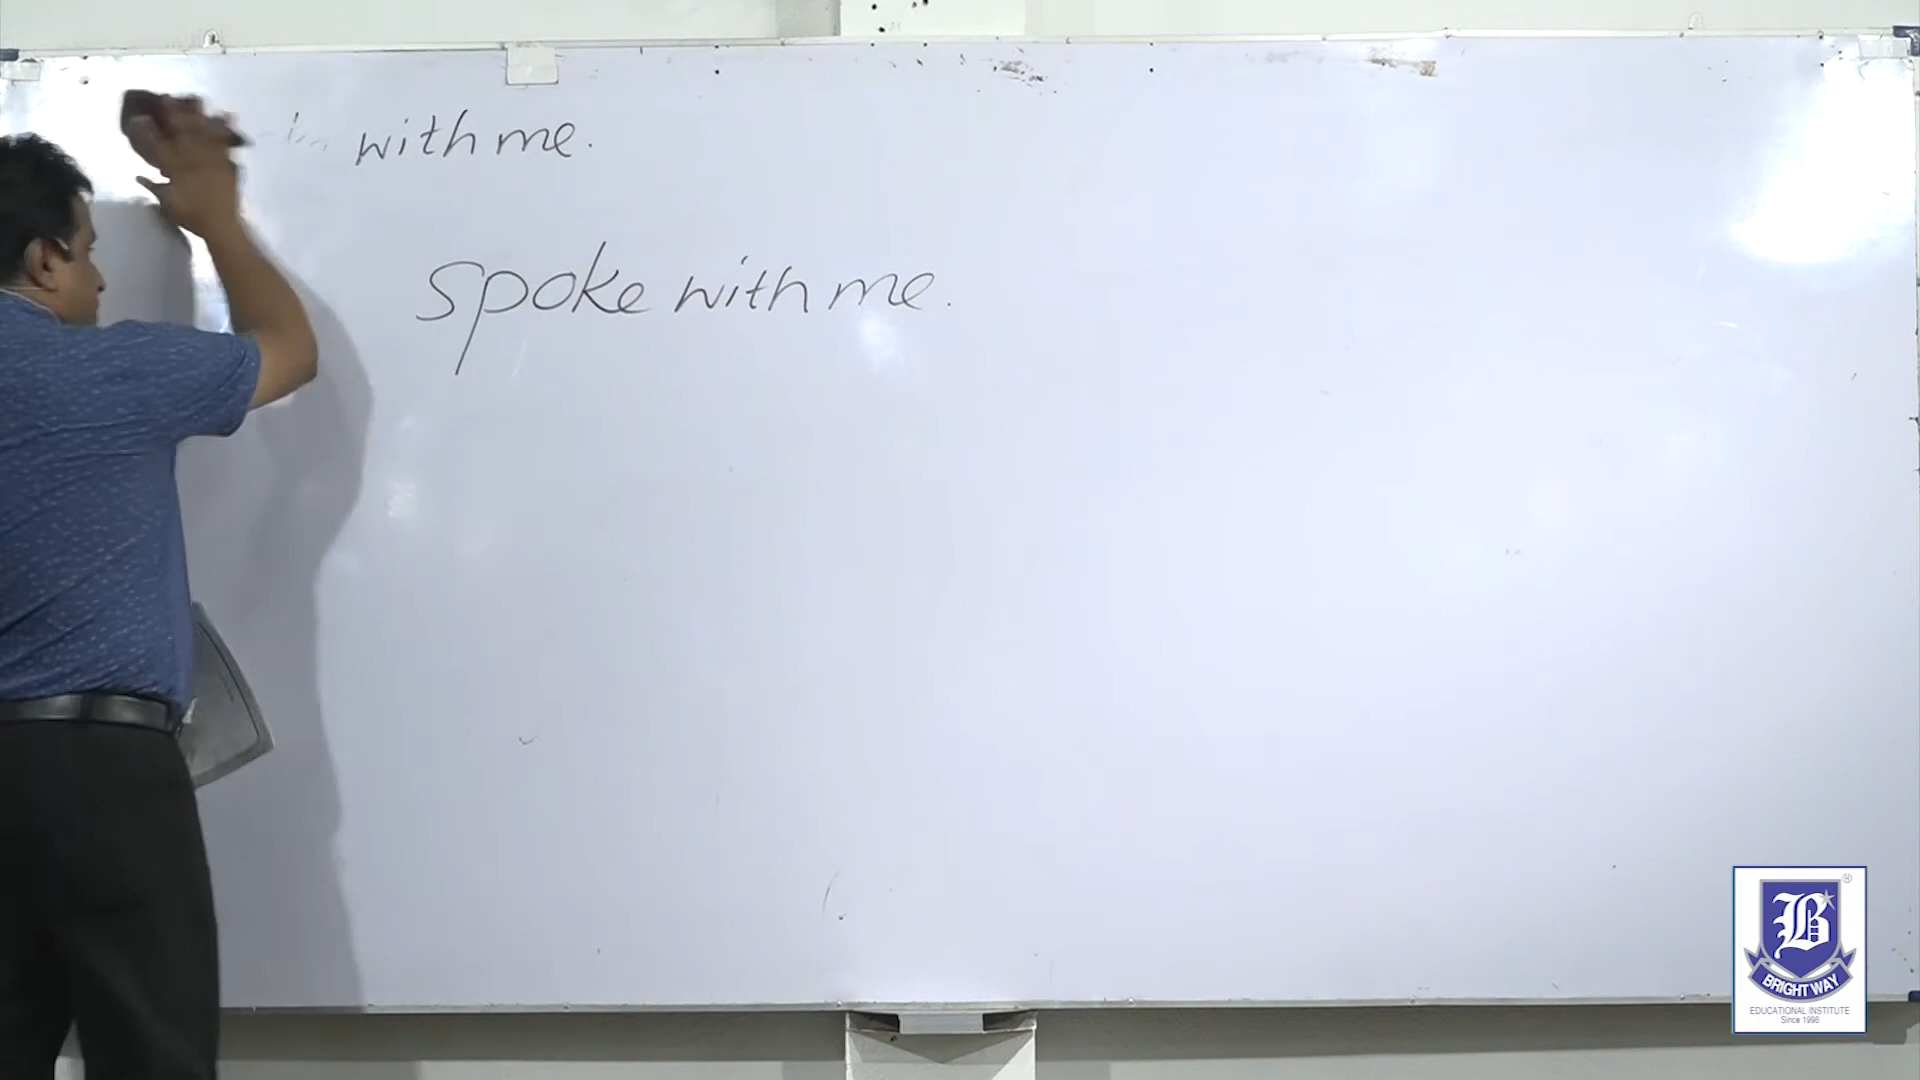 with me.
spoke with me.
B
BRIGHT WAY
EDUCATIONAL INSTITUTE
Since 1998